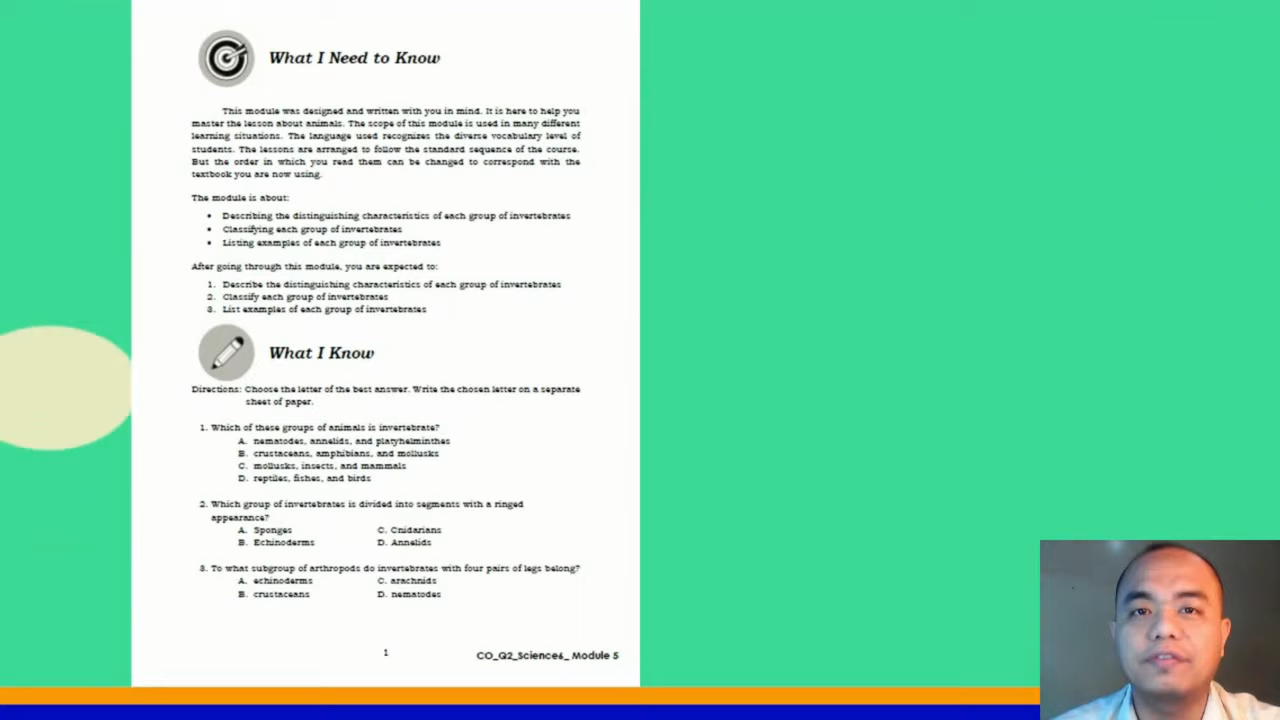 What I Need to Know
This module was designed and written with you in mind. It is here to help you
master the lesson about animals. The scope of this module is used in many different
learning situations. The language used recognizes the diverse vocabulary level of
students. The lessons are arranged to follow the standard sequence of the course.
But the order in which you read them can be changed to correspond with the
textbook you are now using.
The module is about:
• Describing the distinguishing characteristics of each group of invertebrates
• Classifying each group of invertebrates
• Listing examples of each group of invertebrates
After going through this module, you are expected to:
1. Describe the distinguishing characteristics of each group of invertebrates
2. Classify each group of invertebrates
3. List examples of each group of invertebrates
What I Know
Directions: Choose the letter of the best answer. Write the chosen letter on a separate
sheet of paper.
1. Which of these groups of animals is invertebrate?
A. nematodes, annelids, and platyhelminthes
B. crustaceans, amphibians, and mollusks
C. mollusks, insects, and mammals
D. reptiles, fishes, and birds
2. Which group of invertebrates is divided into segments with a ringed
appearance?
A. Sponges C. Cnidarians
B. Echinoderms D. Annelids
3. To what subgroup of arthropods do invertebrates with four pairs of legs belong?
A. echinoderms C. arachnids
B. crustaceans D. nematodes
1 CO_Q2_Science6_ Module 5